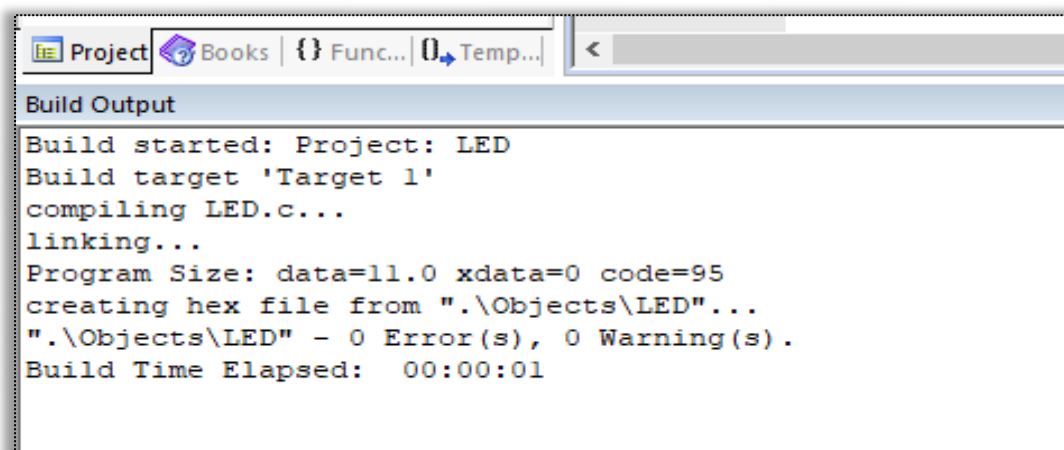 Project Books {} Func... 0 Temp... <
Build Output
Build started: Project: LED
Build target 'Target 1'
compiling LED.c...
linking...
Program Size: data=11.0 xdata=0 code=95
creating hex file from ".\Objects\LED"...
".\Objects\LED" - 0 Error(s), 0 Warning(s).
Build Time Elapsed:  00:00:01